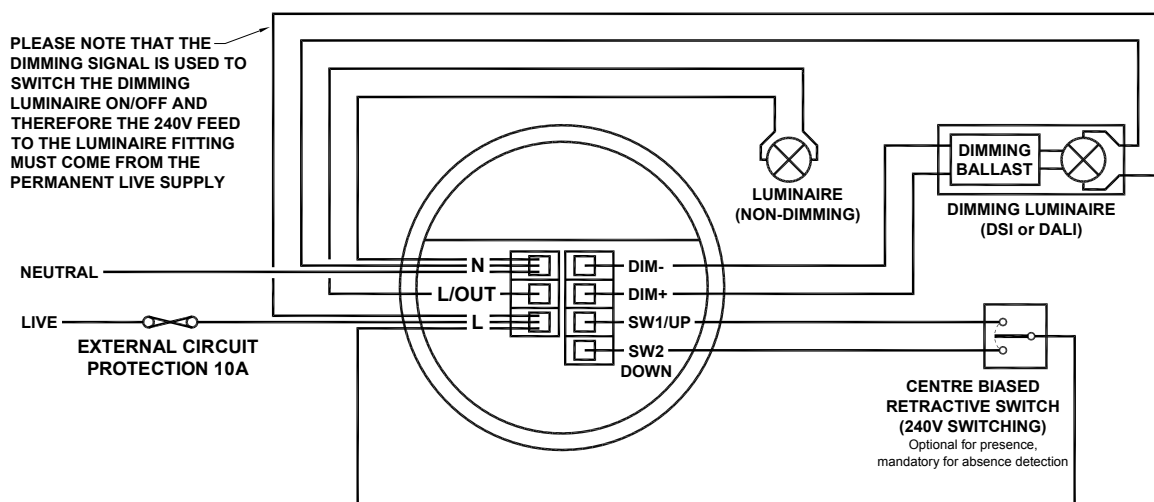 PLEASE NOTE THAT THE
DIMMING SIGNAL IS USED TO
SWITCH THE DIMMING
LUMINAIRE ON/OFF AND
THEREFORE THE 240V FEED
TO THE LUMINAIRE FITTING
MUST COME FROM THE
PERMANENT LIVE SUPPLY
LUMINAIRE
(NON-DIMMING)
DIMMING
BALLAST
DIMMING LUMINAIRE
(DSI or DALI)
NEUTRAL
N
L/OUT
L
DIM-
DIM+
SW1/UP
SW2
DOWN
LIVE
EXTERNAL CIRCUIT
PROTECTION 10A
CENTRE BIASED
RETRACTIVE SWITCH
(240V SWITCHING)
Optional for presence,
mandatory for absence detection